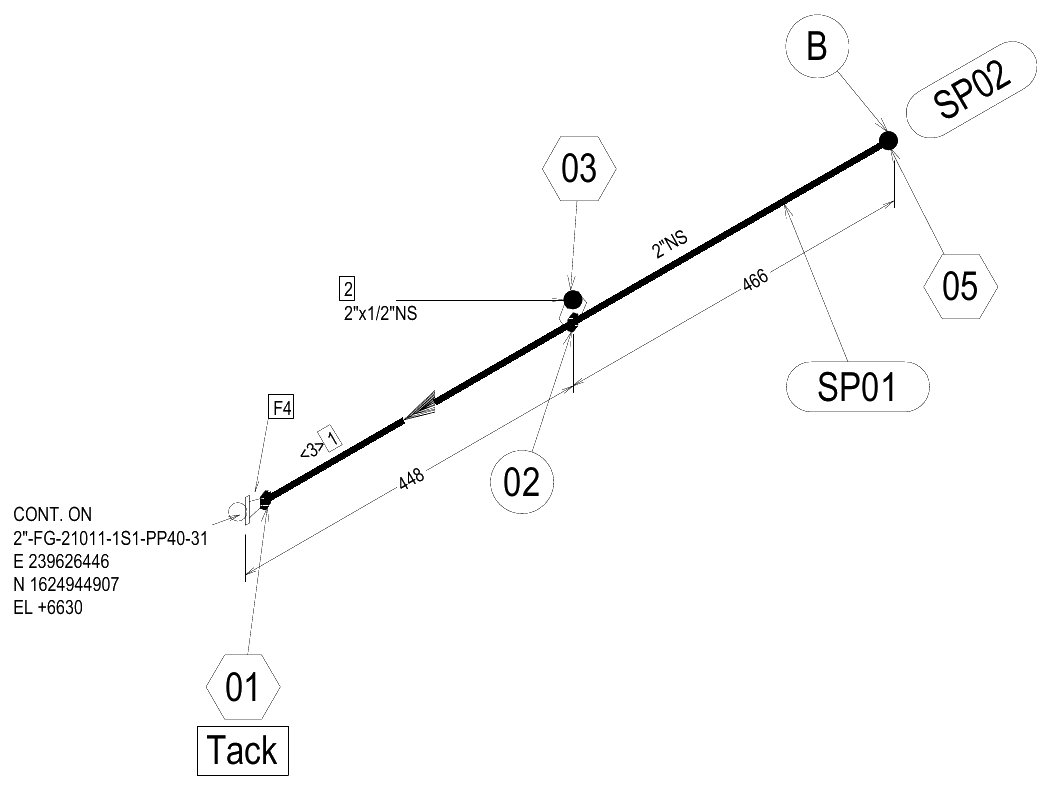 B
SP02
03
2"NS
466
05
2
2"x1/2"NS
SP01
F4
<3> 1
448
02
CONT. ON
2"-FG-21011-1S1-PP40-31
E 239626446
N 1624944907
EL +6630
01
Tack